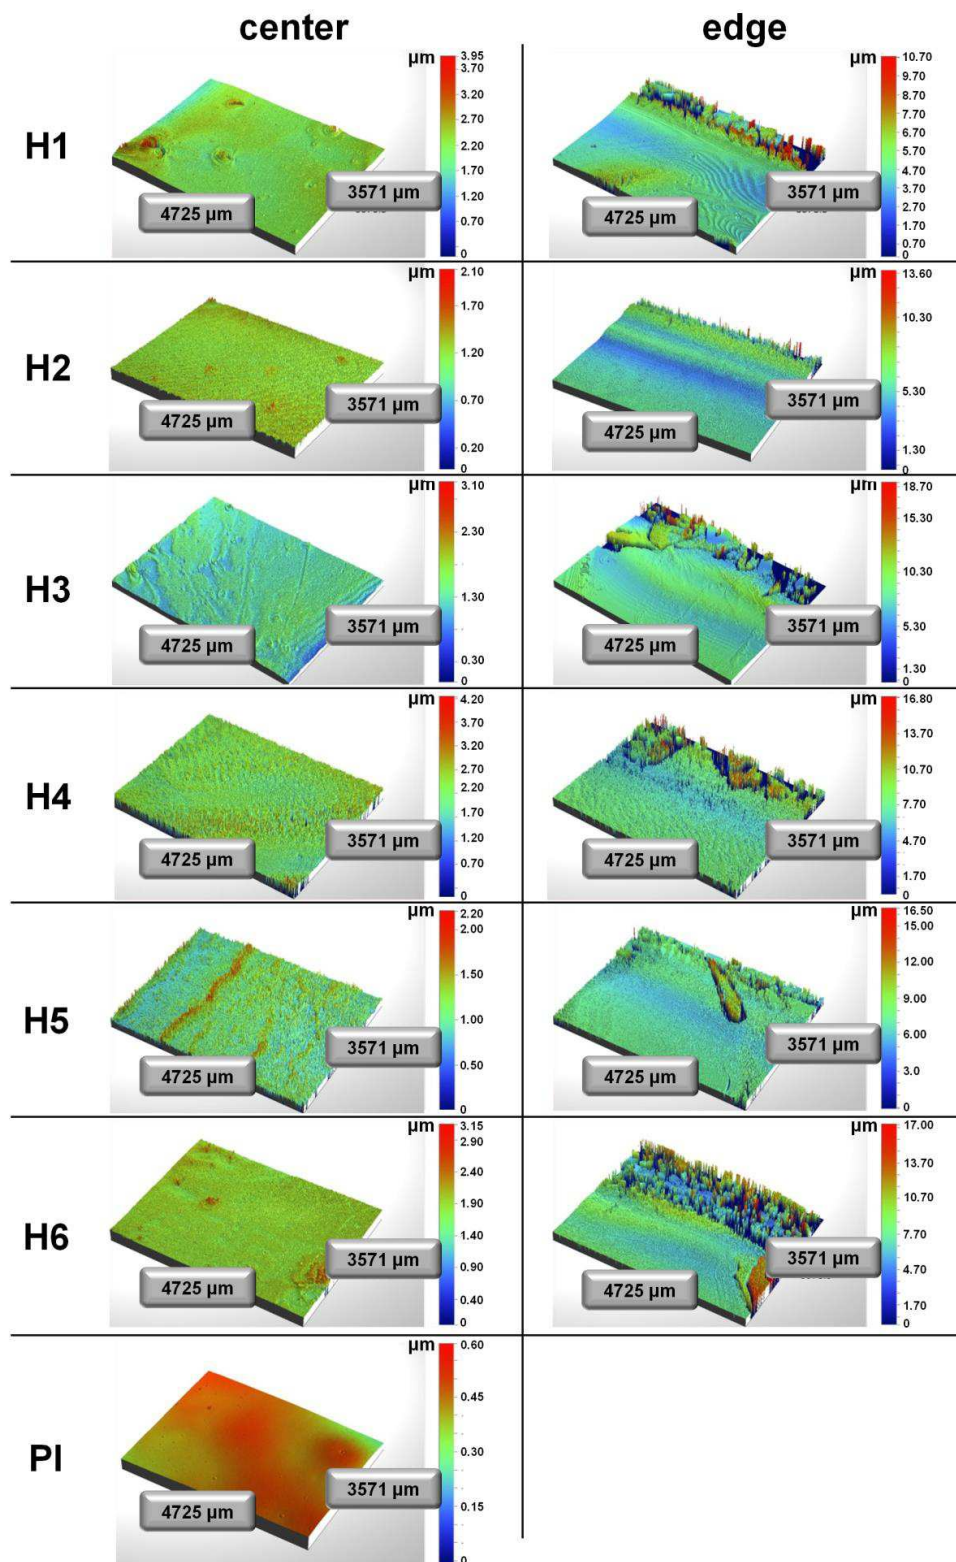 center
edge
H1
µm
3.95
3.70
3.20
2.70
2.20
1.70
1.20
0.70
0
4725 µm
3571 µm
µm
10.70
9.70
8.70
7.70
6.70
5.70
4.70
3.70
2.70
1.70
0.70
0
4725 µm
3571 µm
H2
µm
2.10
1.70
1.20
0.70
0.20
0
4725 µm
3571 µm
µm
13.60
10.30
5.30
1.30
0
4725 µm
3571 µm
H3
µm
3.10
2.30
1.30
0.30
0
4725 µm
3571 µm
µm
18.70
15.30
10.30
5.30
1.30
0
4725 µm
3571 µm
H4
µm
4.20
3.70
3.20
2.70
2.20
1.70
1.20
0.70
0
4725 µm
3571 µm
µm
16.80
13.70
10.70
7.70
4.70
1.70
0
4725 µm
3571 µm
H5
µm
2.20
2.00
1.50
1.00
0.50
0
4725 µm
3571 µm
µm
16.50
15.00
12.00
9.00
6.00
3.0
0
4725 µm
3571 µm
H6
µm
3.15
2.90
2.40
1.90
1.40
0.90
0.40
0
4725 µm
3571 µm
µm
17.00
13.70
10.70
7.70
4.70
1.70
0
4725 µm
3571 µm
PI
µm
0.60
0.45
0.30
0.15
0
4725 µm
3571 µm